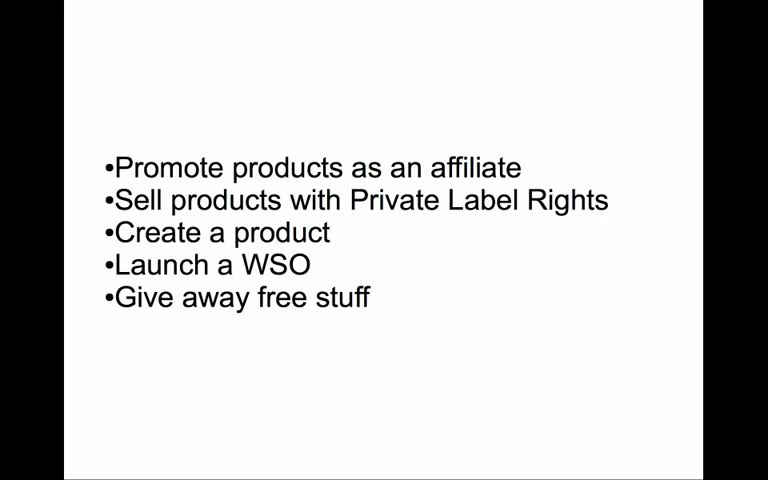 •Promote products as an affiliate
•Sell products with Private Label Rights
•Create a product
•Launch a WSO
•Give away free stuff